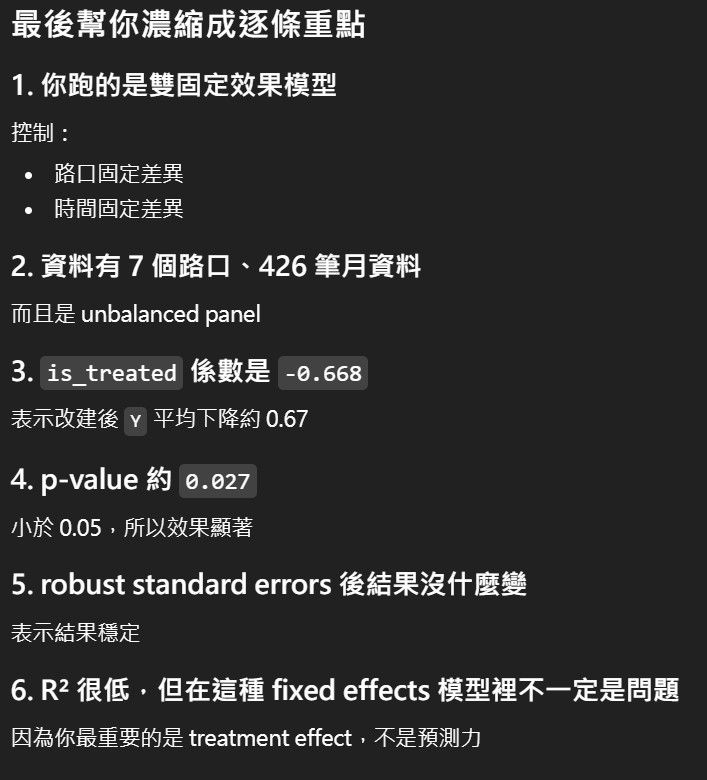 最後幫你濃縮成逐條重點
1. 你跑的是雙固定效果模型
控制：
• 路口固定差異
• 時間固定差異
2. 資料有 7 個路口、426 筆月資料
而且是 unbalanced panel
3. is_treated 係數是 -0.668
表示改建後 Y 平均下降約 0.67
4. p-value 約 0.027
小於 0.05，所以效果顯著
5. robust standard errors 後結果沒什麼變
表示結果穩定
6. R² 很低，但在這種 fixed effects 模型裡不一定是問題
因為你最重要的是 treatment effect，不是預測力